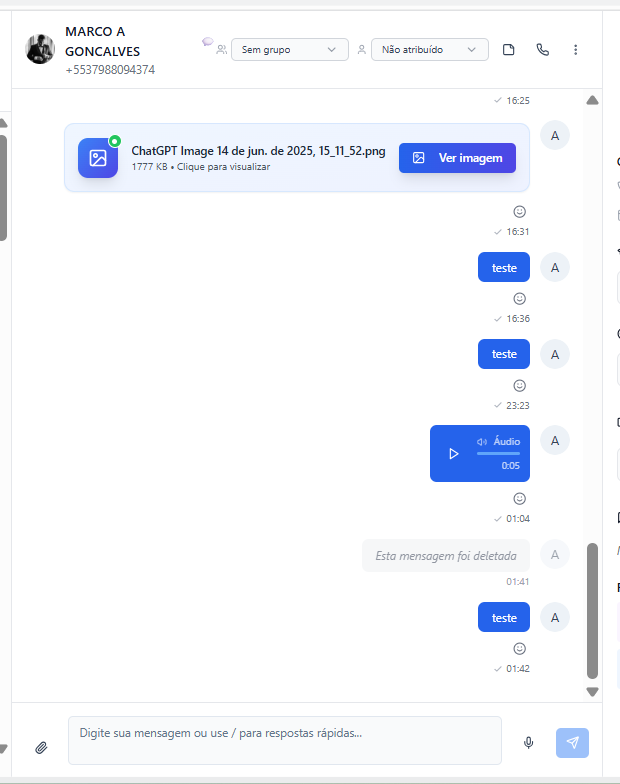 MARCO A
GONCALVES
+5537988094374
Sem grupo
Não atribuído
16:25
A
ChatGPT Image 14 de jun. de 2025, 15_11_52.png
1777 KB • Clique para visualizar
Ver imagem
16:31
teste
A
16:36
teste
A
23:23
Áudio
0:05
A
01:04
Esta mensagem foi deletada
A
01:41
teste
A
01:42
Digite sua mensagem ou use / para respostas rápidas...